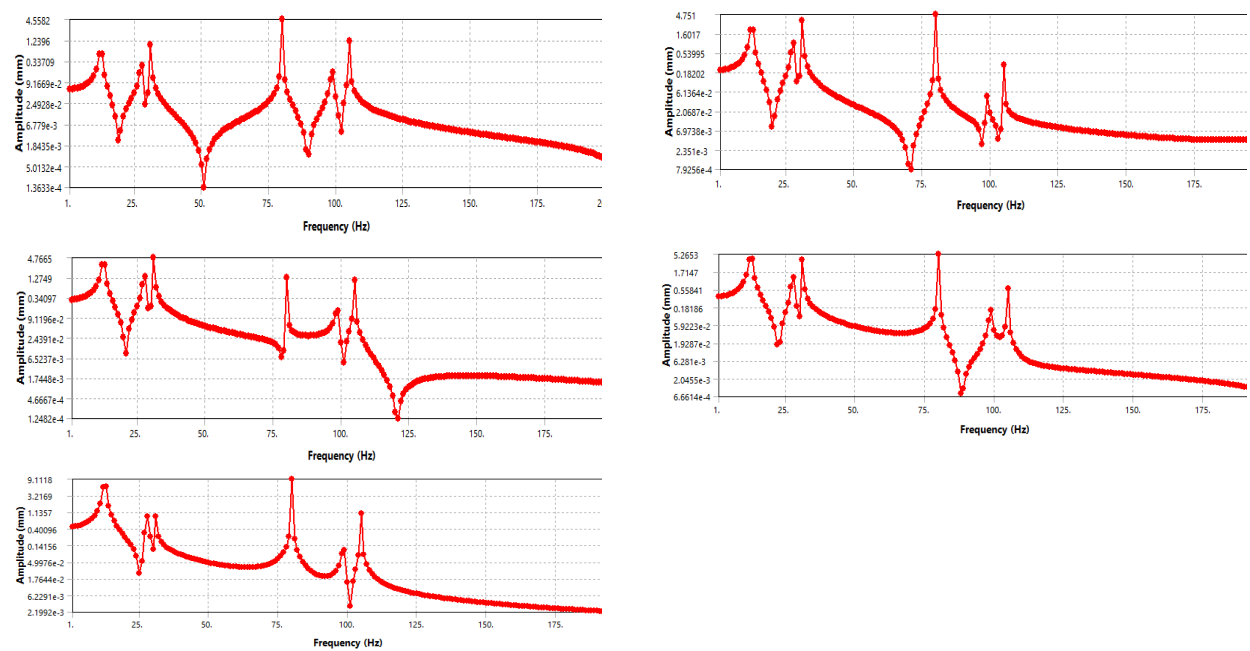 4.5582
1.2396
0.33709
9.1669e-2
2.4928e-2
6.779e-3
1.8435e-3
5.0132e-4
1.3633e-4
Amplitude (mm)
1. 25. 50. 75. 100. 125. 150. 175. 2
Frequency (Hz)
4.751
1.6017
0.53995
0.18202
6.1364e-2
2.0687e-2
6.9738e-3
2.351e-3
7.9256e-4
Amplitude (mm)
1. 25. 50. 75. 100. 125. 150. 175.
Frequency (Hz)
4.7665
1.2749
0.34097
9.1196e-2
2.4391e-2
6.5237e-3
1.7448e-3
4.6667e-4
1.2482e-4
Amplitude (mm)
1. 25. 50. 75. 100. 125. 150. 175.
Frequency (Hz)
5.2653
1.7147
0.55841
0.18186
5.9223e-2
1.9287e-2
6.281e-3
2.0455e-3
6.6614e-4
Amplitude (mm)
1. 25. 50. 75. 100. 125. 150. 175.
Frequency (Hz)
9.1118
3.2169
1.1357
0.40096
0.14156
4.9976e-2
1.7644e-2
6.2291e-3
2.1992e-3
Amplitude (mm)
1. 25. 50. 75. 100. 125. 150. 175.
Frequency (Hz)